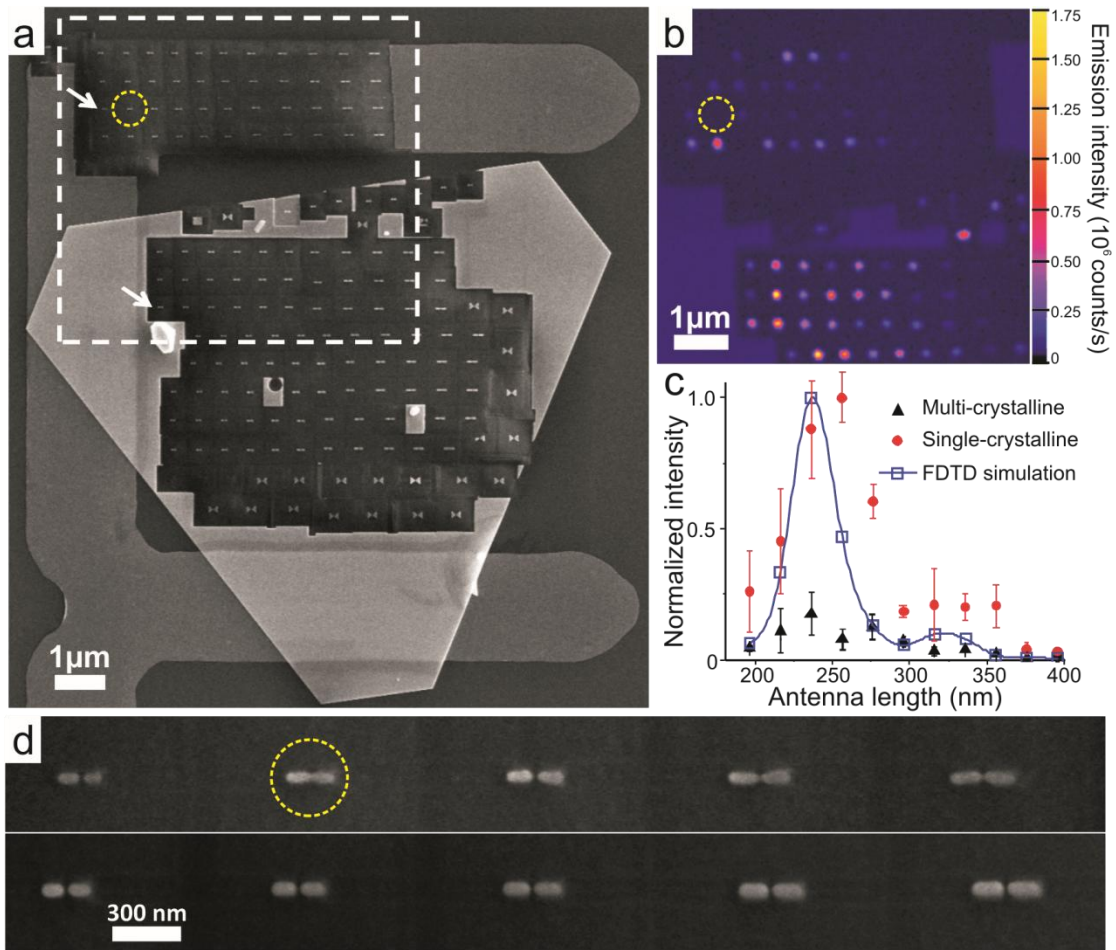 a
1µm
b
1µm
Emission intensity (10⁶ counts/s)
1.75
1.50
1.25
1.00
0.75
0.50
0.25
0
c
Normalized intensity
1.0
0.5
0
Multi-crystalline
Single-crystalline
FDTD simulation
200
250
300
350
400
Antenna length (nm)
d
300 nm